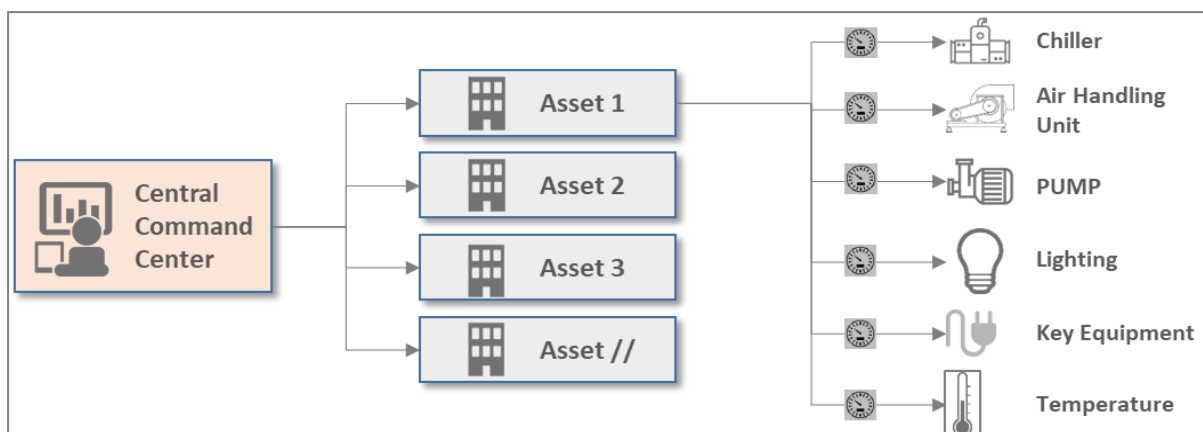 Central
Command
Center
Asset 1
Asset 2
Asset 3
Asset //
Chiller
Air Handling
Unit
PUMP
Lighting
Key Equipment
Temperature